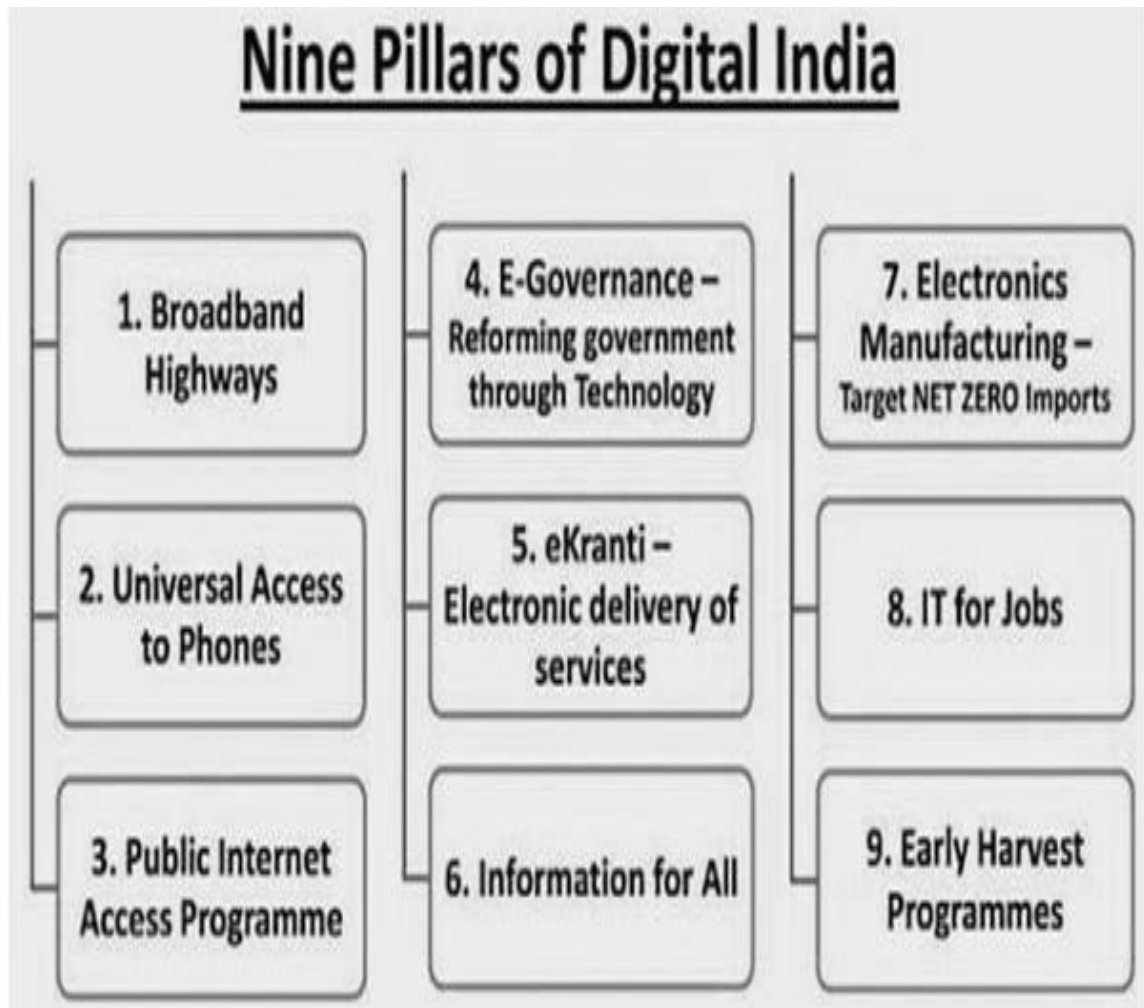 Nine Pillars of Digital India
1. Broadband
Highways
2. Universal Access
to Phones
3. Public Internet
Access Programme
4. E-Governance –
Reforming government
through Technology
5. eKranti –
Electronic delivery of
services
6. Information for All
7. Electronics
Manufacturing –
Target NET ZERO Imports
8. IT for Jobs
9. Early Harvest
Programmes